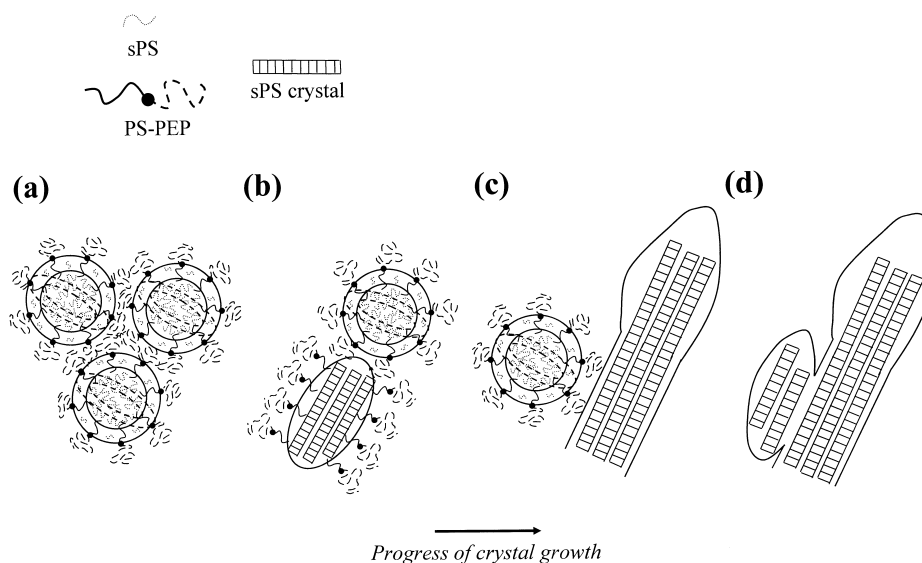 sPS
PS-PEP
sPS crystal
(a)
(b)
(c)
(d)
Progress of crystal growth